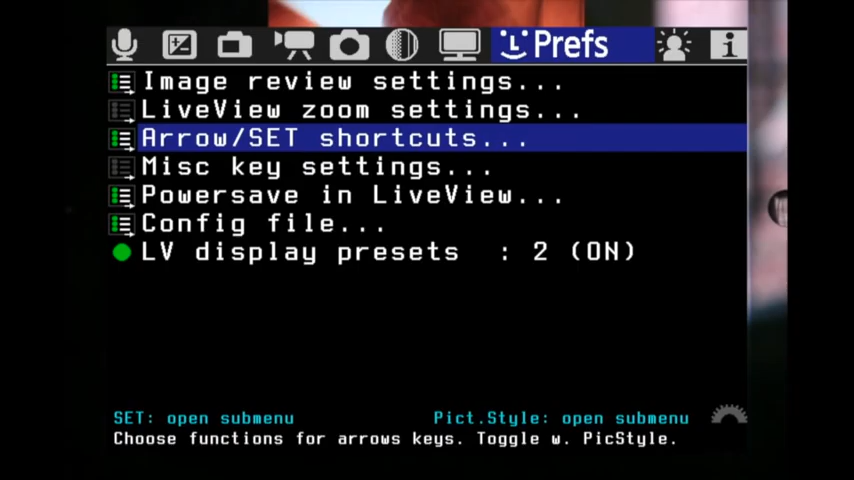 Prefs
Image review settings...
LiveView zoom settings...
Arrow/SET shortcuts...
Misc key settings...
Powersave in LiveView...
Config file...
LV display presets : 2 (ON)
SET: open submenu Pict.Style: open submenu
Choose functions for arrows keys. Toggle w. PicStyle.